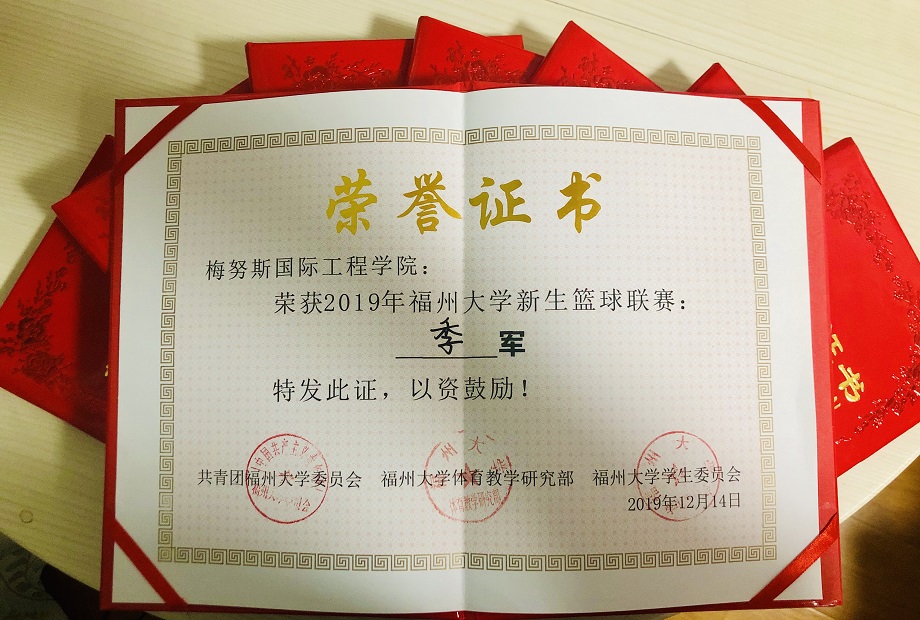 荣誉证书
梅努斯国际工程学院：
荣获2019年福州大学新生篮球联赛：
季军
特发此证，以资鼓励！
共青团福州大学委员会 福州大学体育教学研究部 福州大学学生委员会
2019年12月14日
书